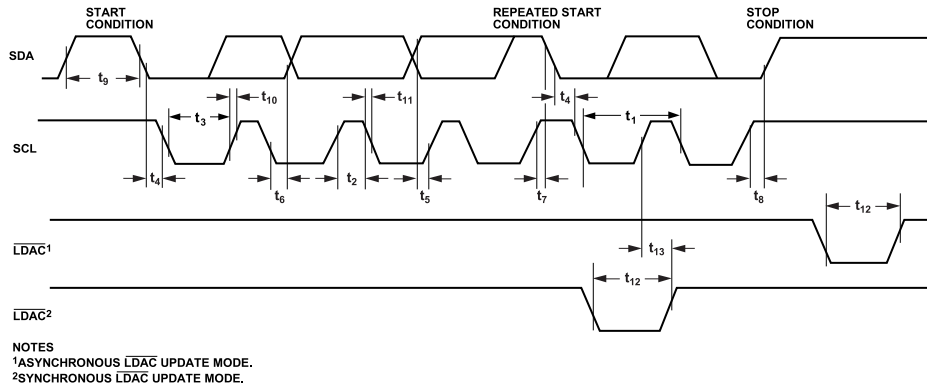 START CONDITION
REPEATED START CONDITION
STOP CONDITION
SDA
t9
t10
t11
t4
t3
t1
SCL
t4
t6
t2
t5
t7
t8
t12
LDAC1
t13
t12
LDAC2
NOTES
1ASYNCHRONOUS LDAC UPDATE MODE.
2SYNCHRONOUS LDAC UPDATE MODE.